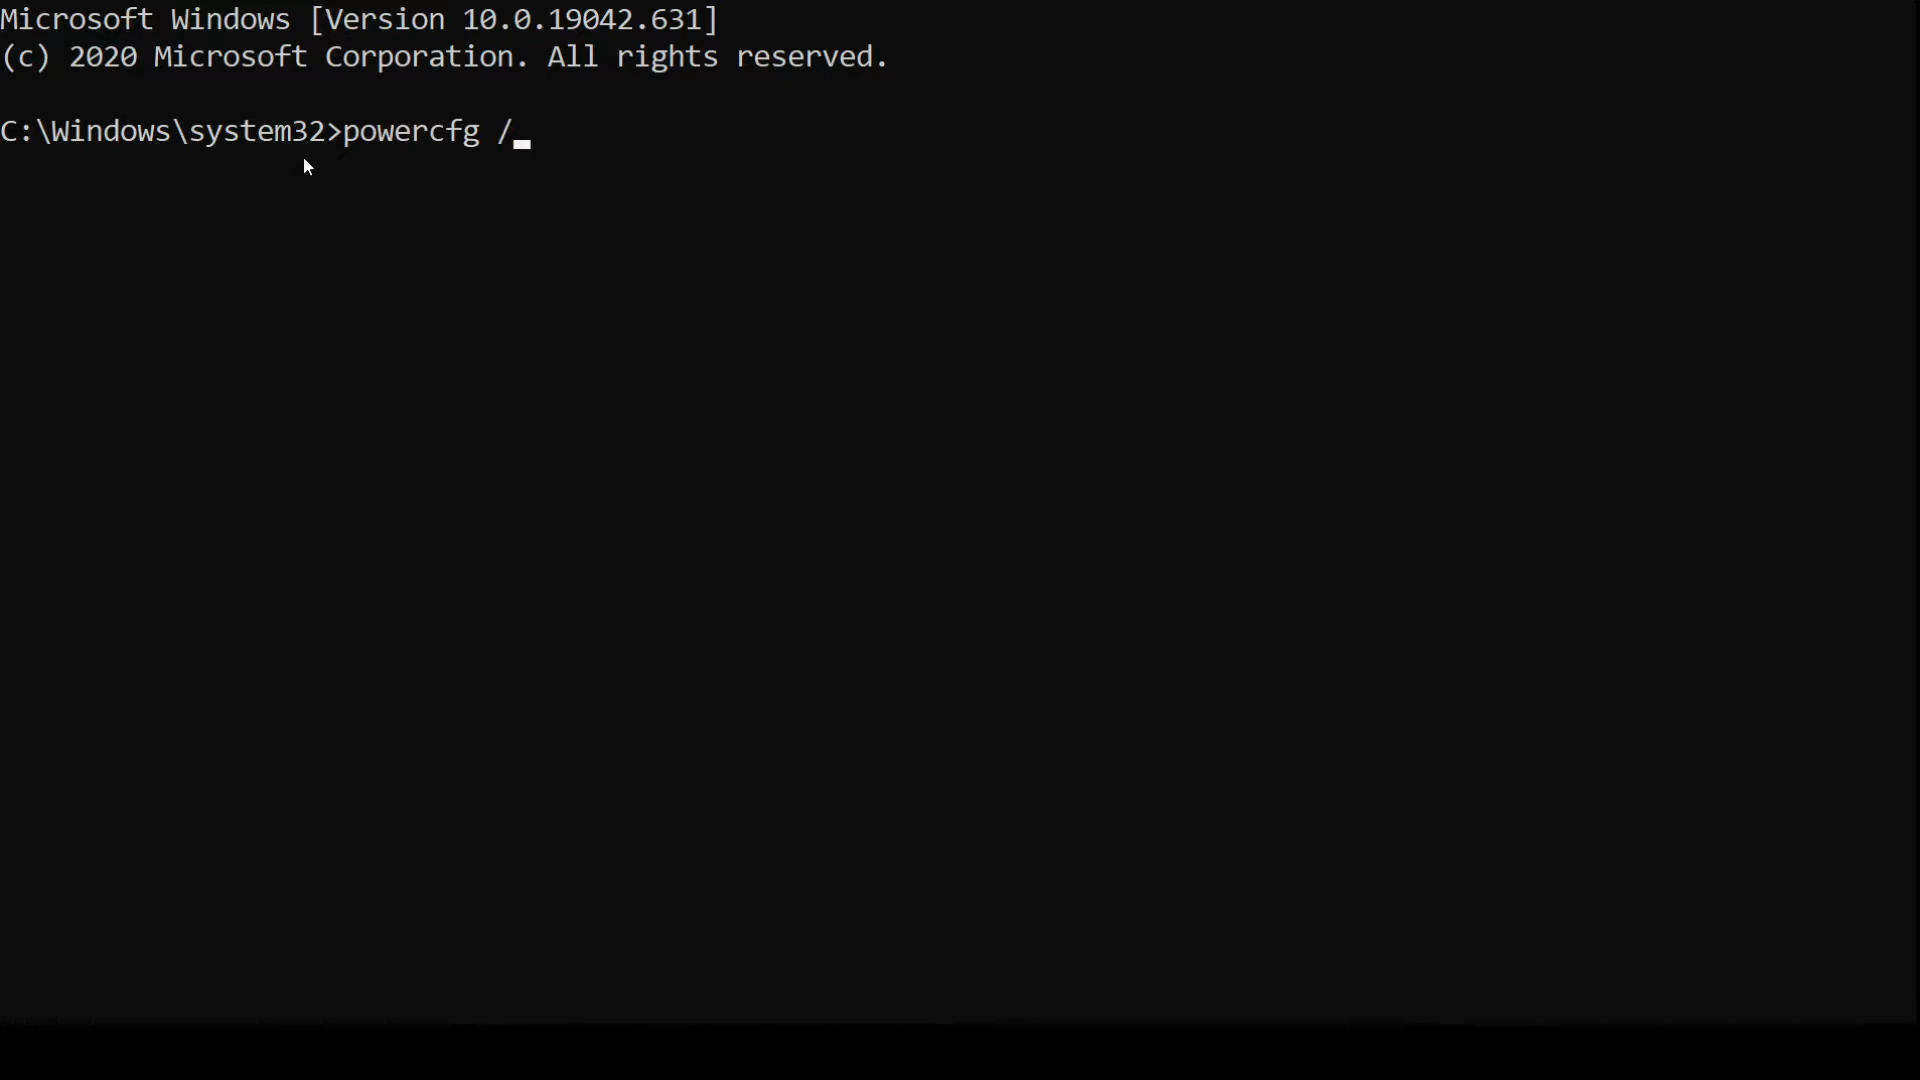 Microsoft Windows [Version 10.0.19042.631]
(c) 2020 Microsoft Corporation. All rights reserved.
C:\Windows\system32>powercfg /